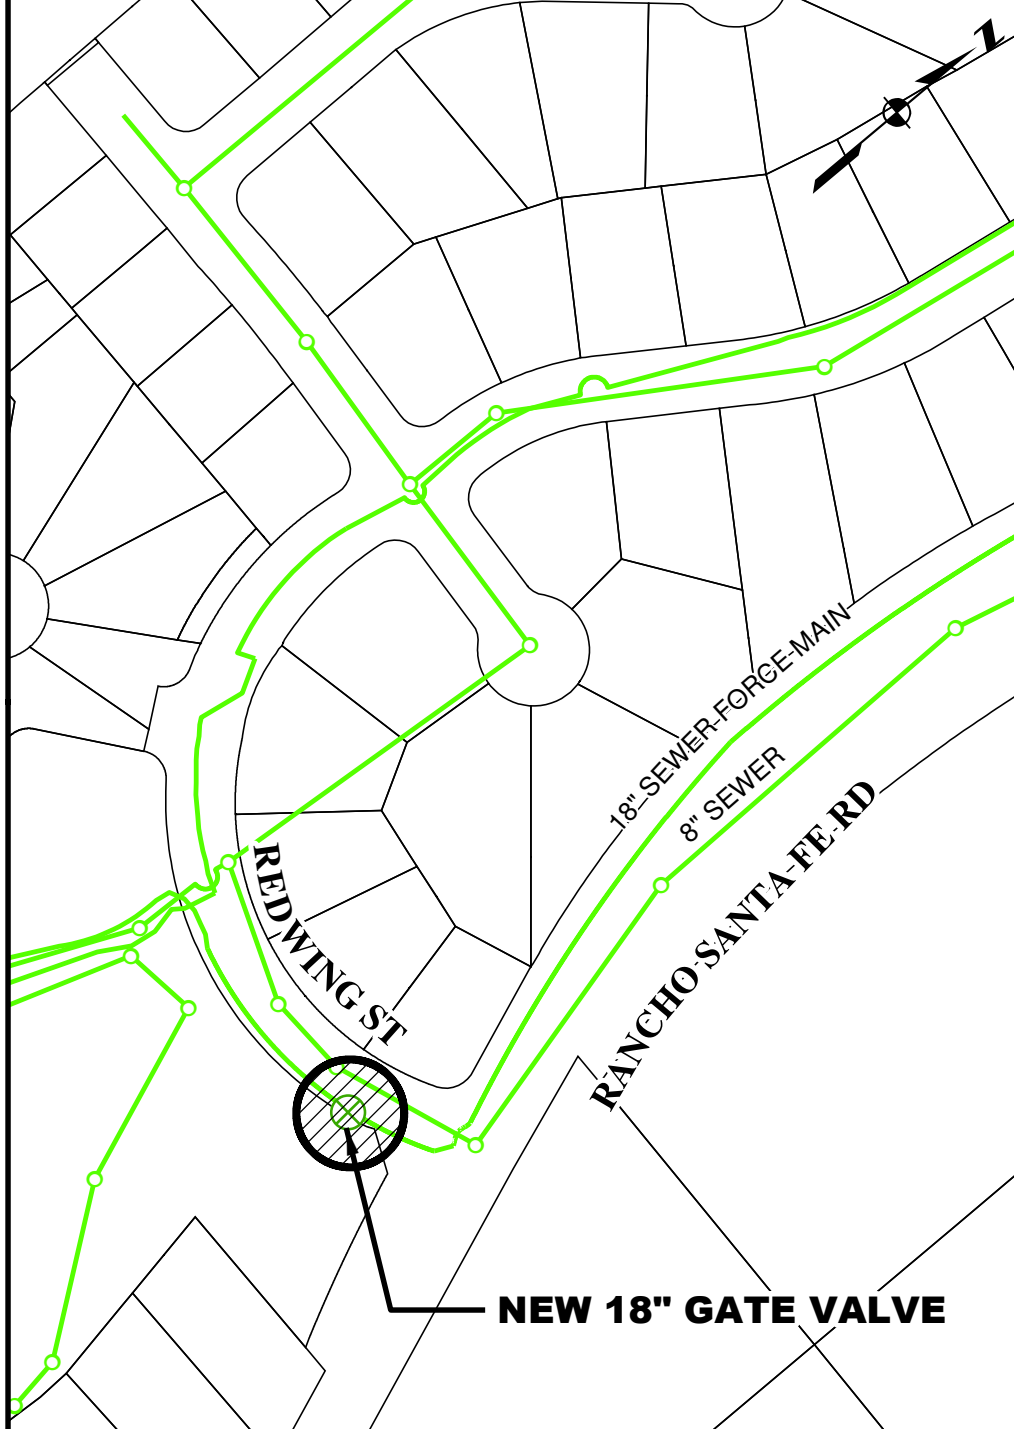 Z
18" SEWER FORCE MAIN
8" SEWER
RANCHO SANTA FE RD
REDWING ST
NEW 18" GATE VALVE